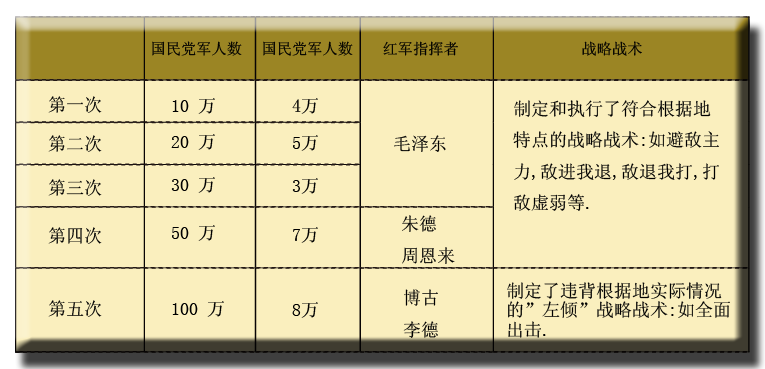 国民党军人数 国民党军人数 红军指挥者 战略战术
第一次 10 万 4万
第二次 20 万 5万
第三次 30 万 3万
毛泽东
制定和执行了符合根据地
特点的战略战术:如避敌主
力,敌进我退,敌退我打,打
敌虚弱等.
第四次 50 万 7万
朱德
周恩来
第五次 100 万 8万
博古
李德
制定了违背根据地实际情况
的”左倾”战略战术:如全面
出击.